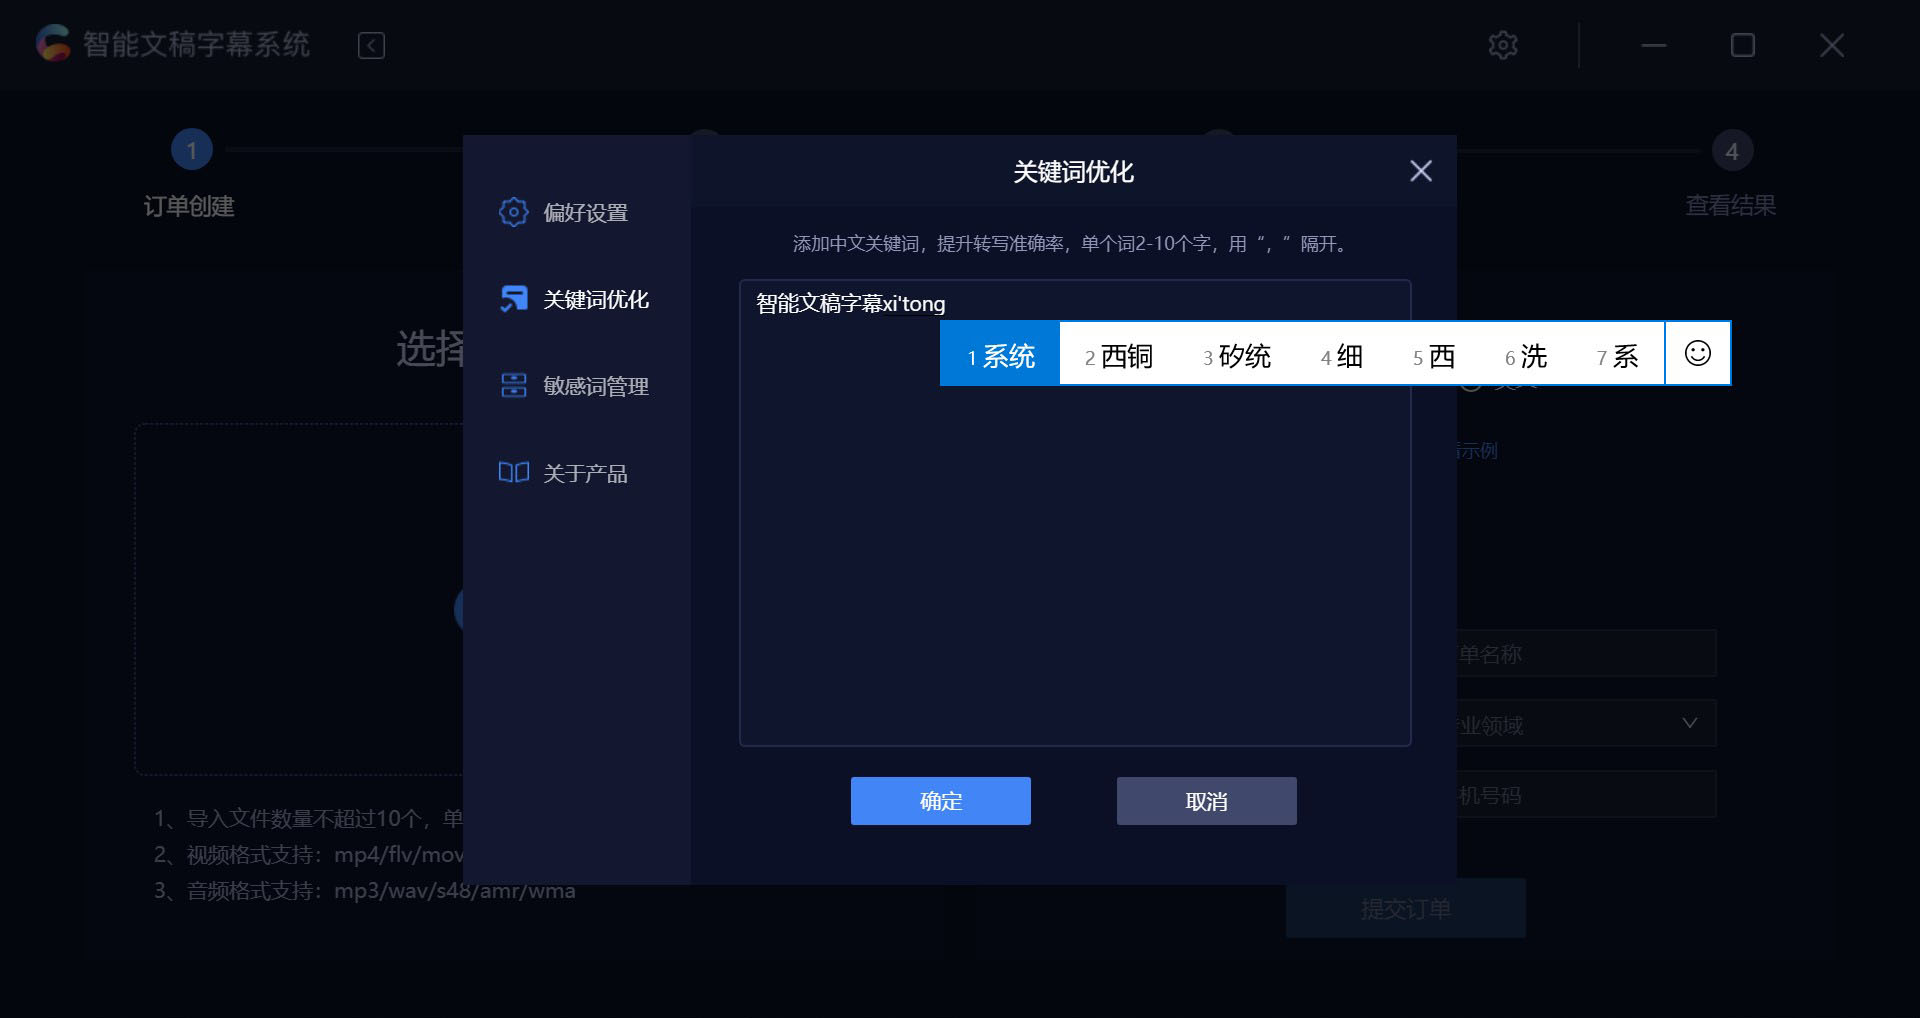 智能文稿字幕系统
1
4
订单创建
查看结果
关键词优化
偏好设置
关键词优化
敏感词管理
关于产品
添加中文关键词，提升转写准确率，单个词2-10个字，用“，“ 隔开。
智能文稿字幕xi'tong
1 系统 2 西铜 3 矽统 4 细 5 西 6 洗 7 系
选择
示例
单名称
业领域
机号码
确定
取消
1、导入文件数量不超过10个，单
2、视频格式支持：mp4/flv/mov
3、音频格式支持：mp3/wav/s48/amr/wma
提交订单